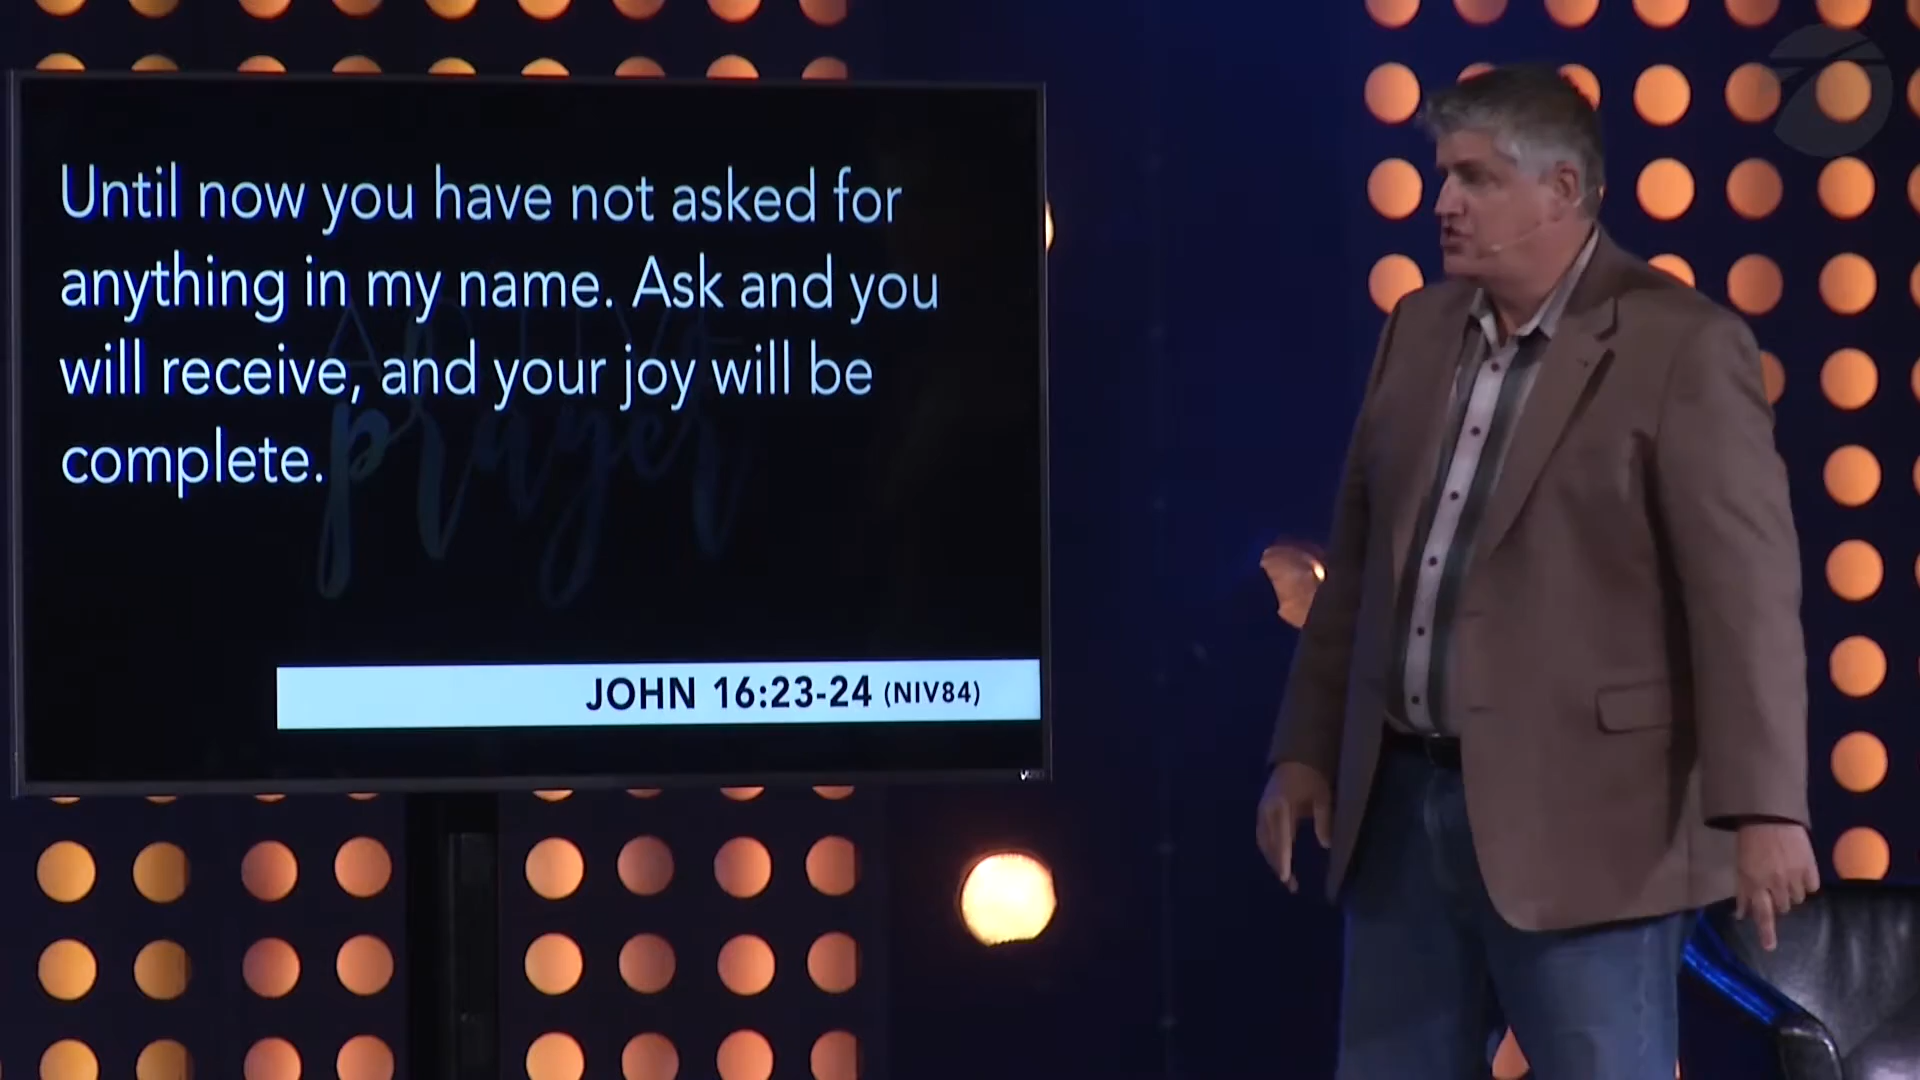 Until now you have not asked for
anything in my name. Ask and you
will receive, and your joy will be
complete.
prayer
JOHN 16:23-24 (NIV84)